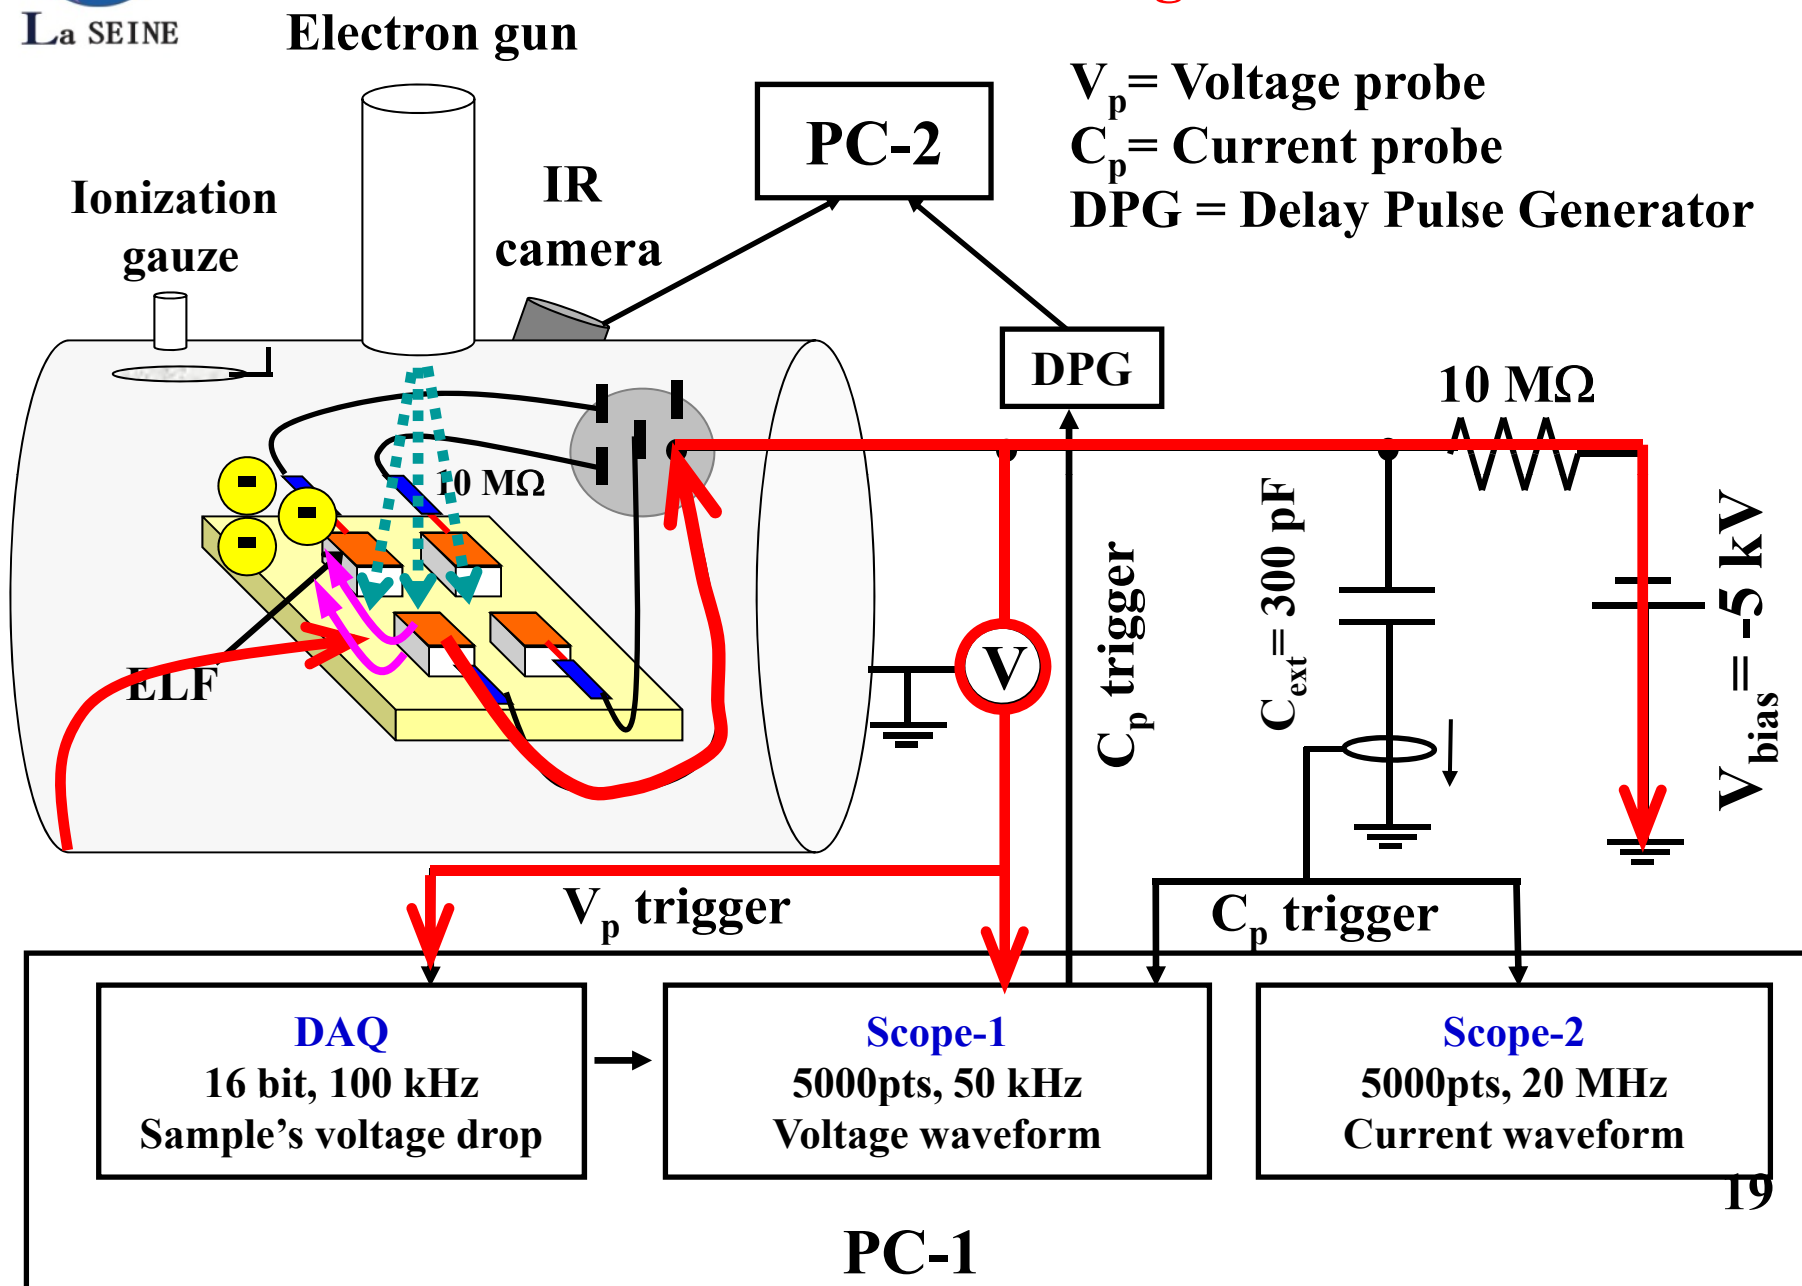 La SEINE
Electron gun
Vp= Voltage probe
Cp= Current probe
DPG = Delay Pulse Generator
PC-2
IR
camera
Ionization
gauze
DPG
10 MΩ
10 MΩ
ELF
V
Cp trigger
Cext= 300 pF
Vbias = -5 kV
Vp trigger
Cp trigger
DAQ
16 bit, 100 kHz
Sample’s voltage drop
Scope-1
5000pts, 50 kHz
Voltage waveform
Scope-2
5000pts, 20 MHz
Current waveform
19
PC-1